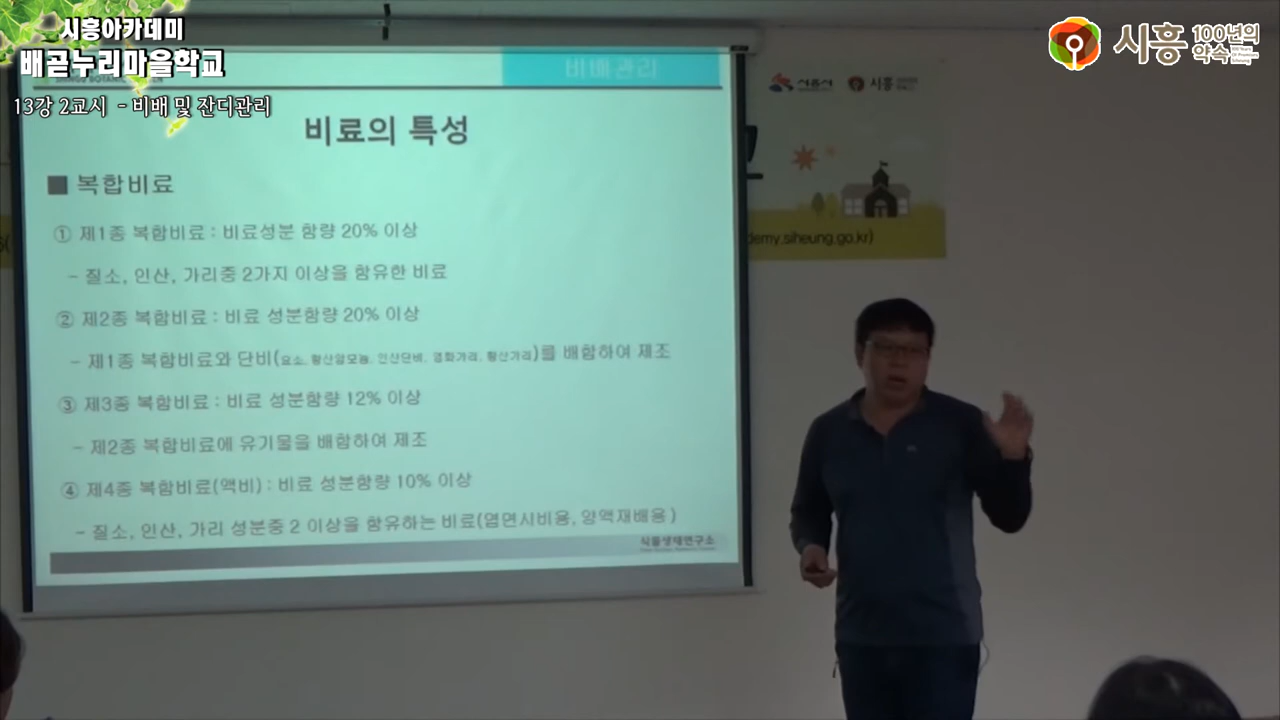 시흥아카데미
배곧누리마을학교
13강 2교시 - 비배 및 잔디관리
시흥 100년의 약속
비배관리
시흥시 시흥
비료의 특성
■ 복합비료
① 제1종 복합비료 : 비료성분 함량 20% 이상
- 질소, 인산, 가리중 2가지 이상을 함유한 비료
② 제2종 복합비료 : 비료 성분함량 20% 이상
- 제1종 복합비료와 단비(요소, 황산암모늄, 인산단비, 염화가리, 황산가리)를 배합하여 제조
③ 제3종 복합비료 : 비료 성분함량 12% 이상
- 제2종 복합비료에 유기물을 배합하여 제조
④ 제4종 복합비료(액비) : 비료 성분함량 10% 이상
- 질소, 인산, 가리 성분중 2 이상을 함유하는 비료(엽면시비용, 양액재배용)
식물생태연구소
demy.siheung.go.kr)